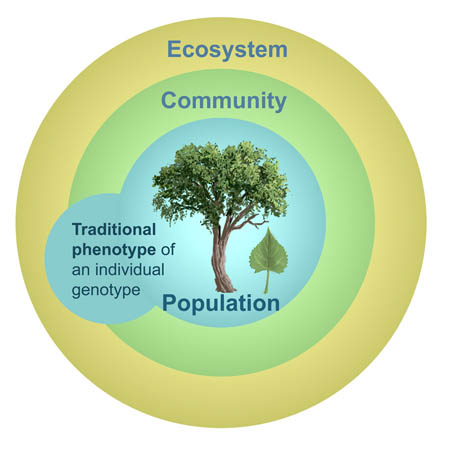 Ecosystem
Community
Traditional
phenotype of
an individual
genotype
Population